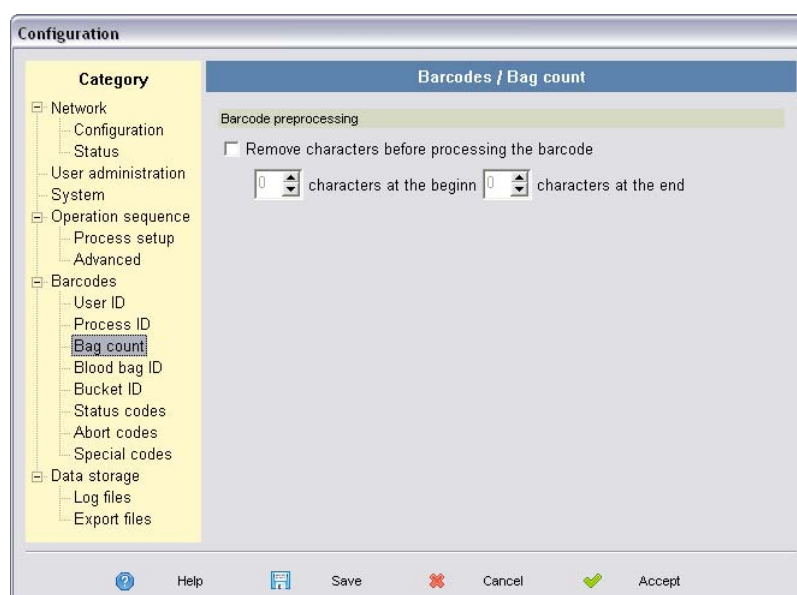 Configuration
Category
Network
Configuration
Status
User administration
System
Operation sequence
Process setup
Advanced
Barcodes
User ID
Process ID
Bag count
Blood bag ID
Bucket ID
Status codes
Abort codes
Special codes
Data storage
Log files
Export files
Barcodes / Bag count
Barcode preprocessing
Remove characters before processing the barcode
0 characters at the beginn 0 characters at the end
Help Save Cancel Accept